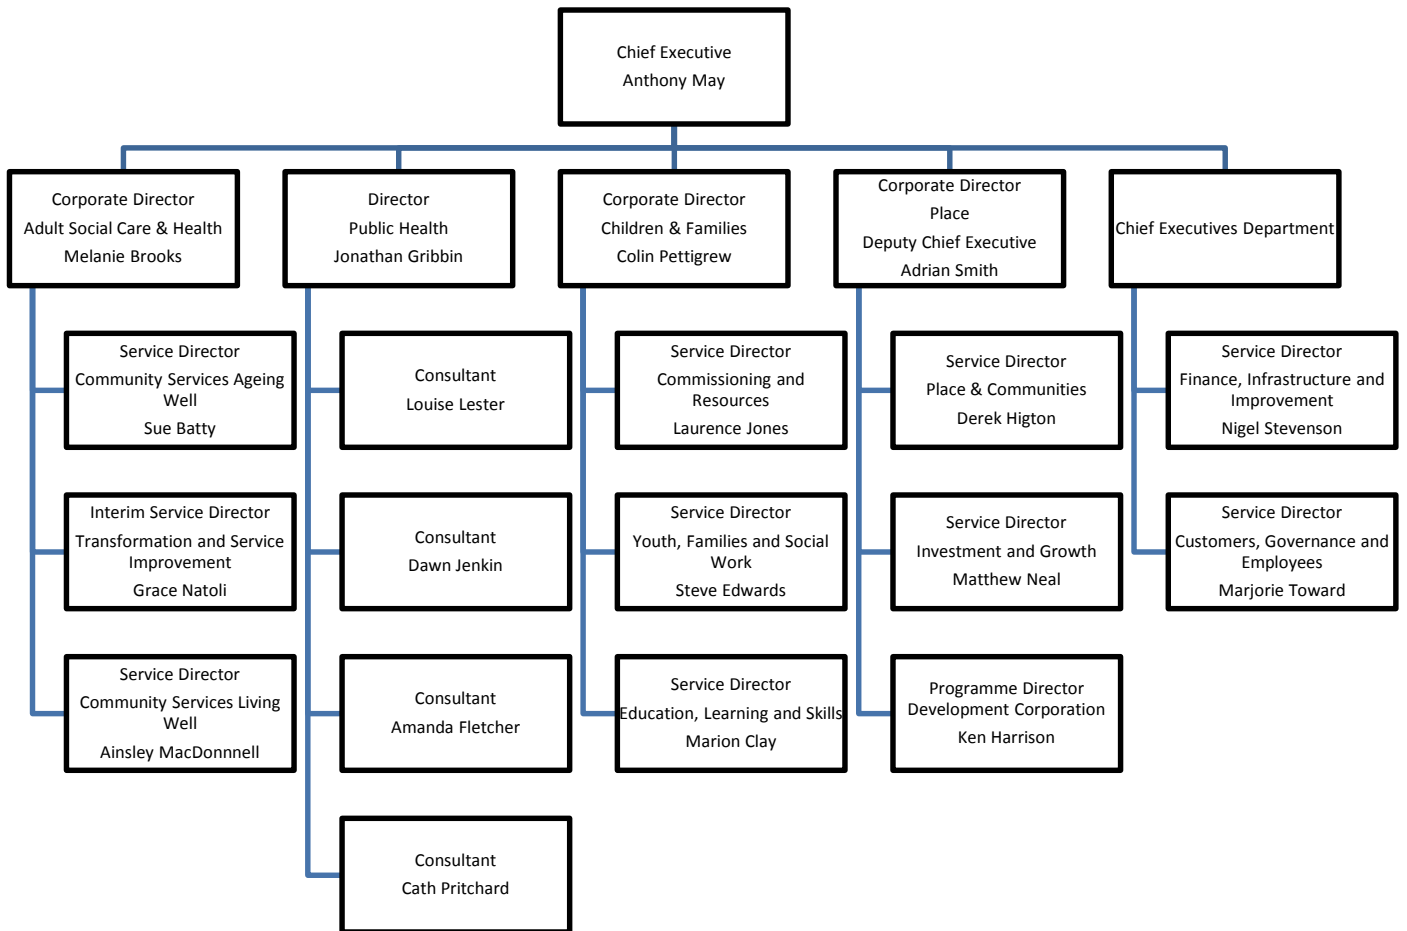 Chief Executive
Anthony May
Corporate Director
Adult Social Care & Health
Melanie Brooks
Director
Public Health
Jonathan Gribbin
Corporate Director
Children & Families
Colin Pettigrew
Corporate Director
Place
Deputy Chief Executive
Adrian Smith
Chief Executives Department
Service Director
Community Services Ageing
Well
Sue Batty
Consultant
Louise Lester
Service Director
Commissioning and
Resources
Laurence Jones
Service Director
Place & Communities
Derek Higton
Service Director
Finance, Infrastructure and
Improvement
Nigel Stevenson
Interim Service Director
Transformation and Service
Improvement
Grace Natoli
Consultant
Dawn Jenkin
Service Director
Youth, Families and Social
Work
Steve Edwards
Service Director
Investment and Growth
Matthew Neal
Service Director
Customers, Governance and
Employees
Marjorie Toward
Service Director
Community Services Living
Well
Ainsley MacDonnnell
Consultant
Amanda Fletcher
Service Director
Education, Learning and Skills
Marion Clay
Programme Director
Development Corporation
Ken Harrison
Consultant
Cath Pritchard